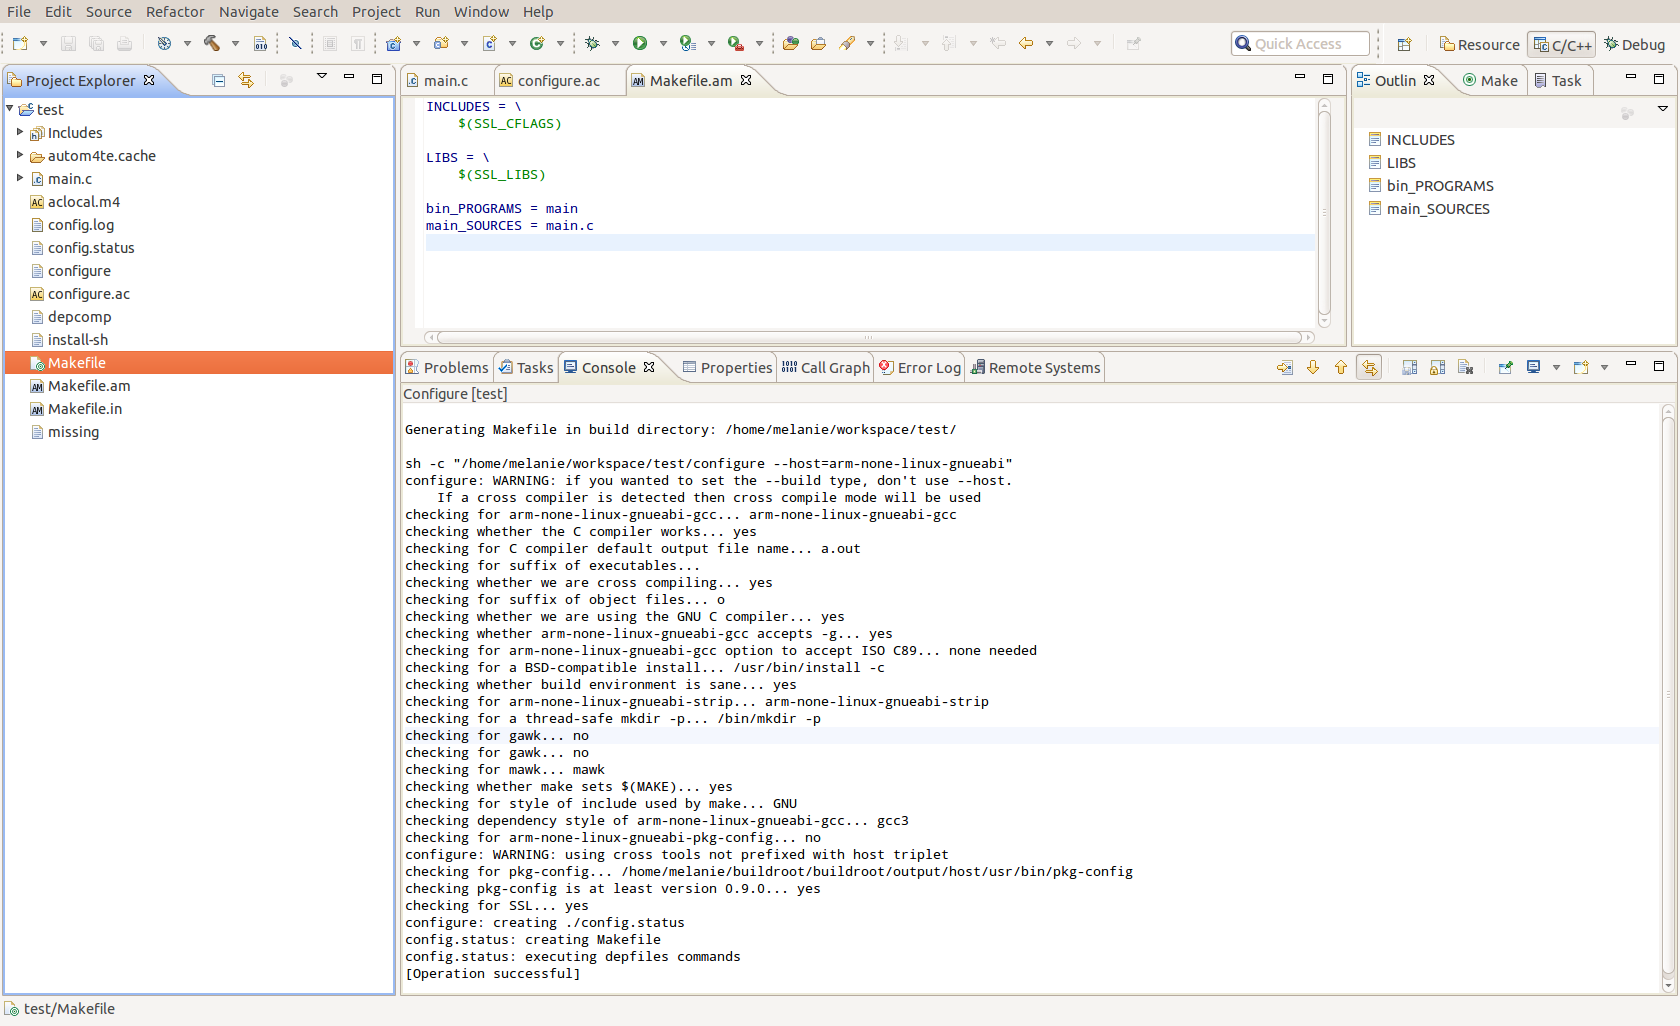 File Edit Source Refactor Navigate Search Project Run Window Help
Quick Access
Resource C/C++ Debug
Project Explorer
test
Includes
autom4te.cache
main.c
aclocal.m4
config.log
config.status
configure
configure.ac
depcomp
install-sh
Makefile
Makefile.am
Makefile.in
missing
main.c configure.ac Makefile.am
INCLUDES = \
$(SSL_CFLAGS)
LIBS = \
$(SSL_LIBS)
bin_PROGRAMS = main
main_SOURCES = main.c
Outlin Make Task
INCLUDES
LIBS
bin_PROGRAMS
main_SOURCES
Problems Tasks Console Properties Call Graph Error Log Remote Systems
Configure [test]
Generating Makefile in build directory: /home/melanie/workspace/test/
sh -c "/home/melanie/workspace/test/configure --host=arm-none-linux-gnueabi"
configure: WARNING: if you wanted to set the --build type, don't use --host.
If a cross compiler is detected then cross compile mode will be used
checking for arm-none-linux-gnueabi-gcc... arm-none-linux-gnueabi-gcc
checking whether the C compiler works... yes
checking for C compiler default output file name... a.out
checking for suffix of executables...
checking whether we are cross compiling... yes
checking for suffix of object files... o
checking whether we are using the GNU C compiler... yes
checking whether arm-none-linux-gnueabi-gcc accepts -g... yes
checking for arm-none-linux-gnueabi-gcc option to accept ISO C89... none needed
checking for a BSD-compatible install... /usr/bin/install -c
checking whether build environment is sane... yes
checking for arm-none-linux-gnueabi-strip... arm-none-linux-gnueabi-strip
checking for a thread-safe mkdir -p... /bin/mkdir -p
checking for gawk... no
checking for gawk... no
checking for mawk... mawk
checking whether make sets $(MAKE)... yes
checking for style of include used by make... GNU
checking dependency style of arm-none-linux-gnueabi-gcc... gcc3
checking for arm-none-linux-gnueabi-pkg-config... no
configure: WARNING: using cross tools not prefixed with host triplet
checking for pkg-config... /home/melanie/buildroot/buildroot/output/host/usr/bin/pkg-config
checking pkg-config is at least version 0.9.0... yes
checking for SSL... yes
configure: creating ./config.status
config.status: creating Makefile
config.status: executing depfiles commands
[Operation successful]
test/Makefile